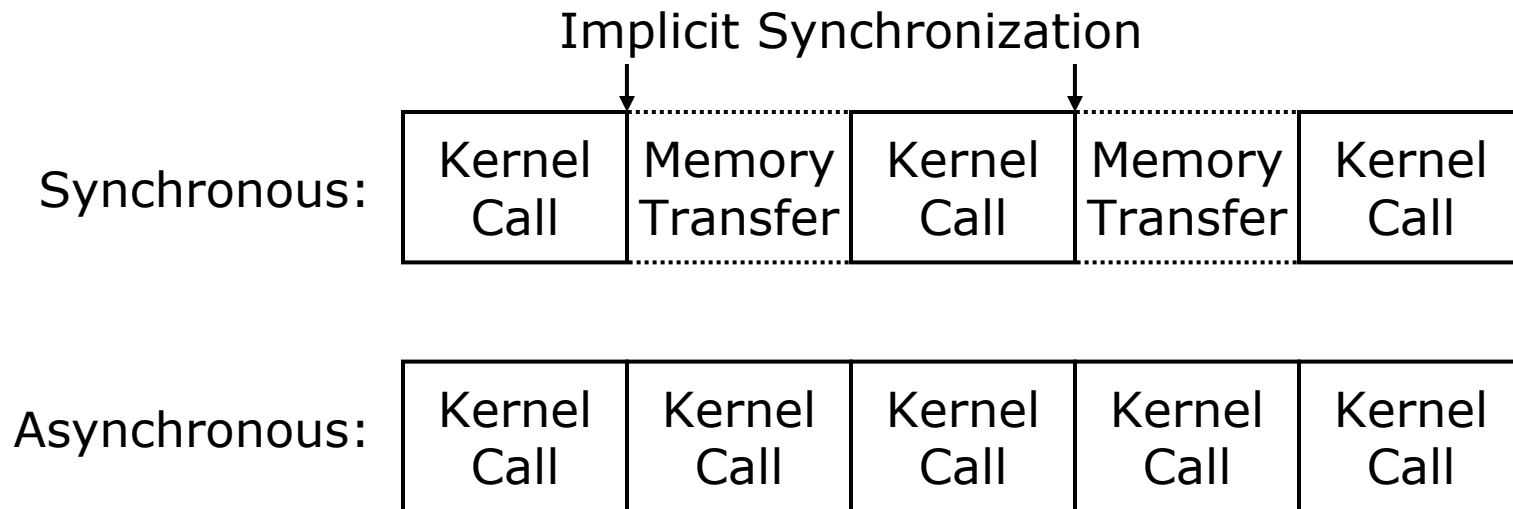 Implicit Synchronization
Synchronous:
Kernel Call
Memory Transfer
Kernel Call
Memory Transfer
Kernel Call
Asynchronous:
Kernel Call
Kernel Call
Kernel Call
Kernel Call
Kernel Call